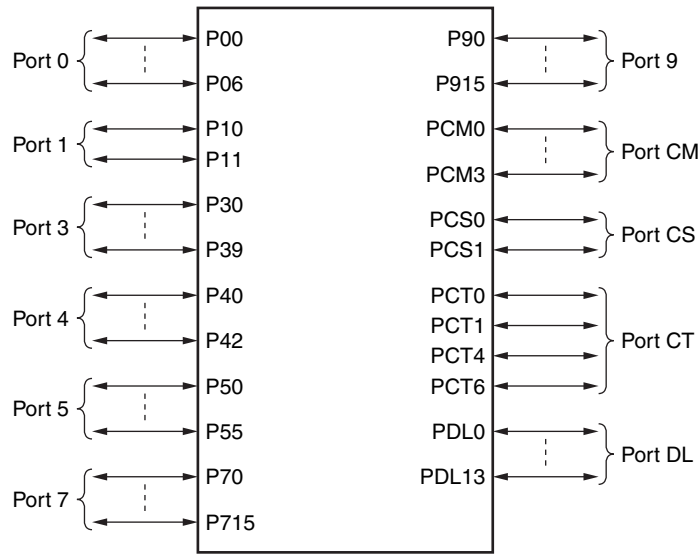 Port 0
P00
P06
Port 1
P10
P11
Port 3
P30
P39
Port 4
P40
P42
Port 5
P50
P55
Port 7
P70
P715
P90
P915
Port 9
PCM0
PCM3
Port CM
PCS0
PCS1
Port CS
PCT0
PCT1
PCT4
PCT6
Port CT
PDL0
PDL13
Port DL